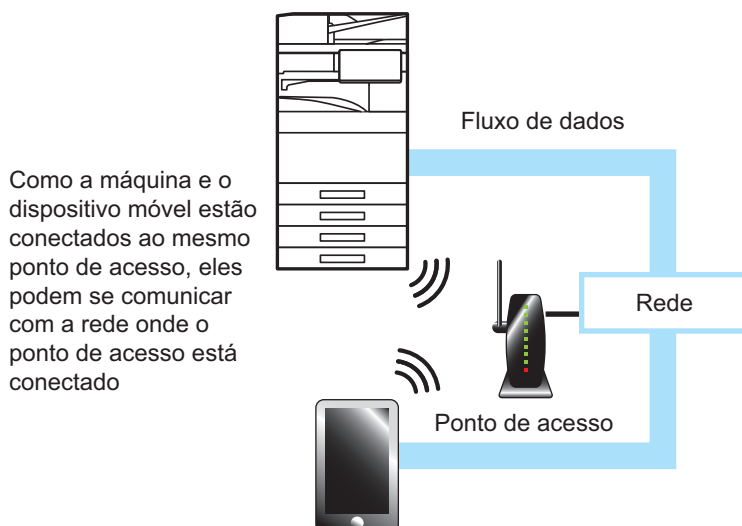 Fluxo de dados
Como a máquina e o
dispositivo móvel estão
conectados ao mesmo
ponto de acesso, eles
podem se comunicar
com a rede onde o
ponto de acesso está
conectado
Rede
Ponto de acesso